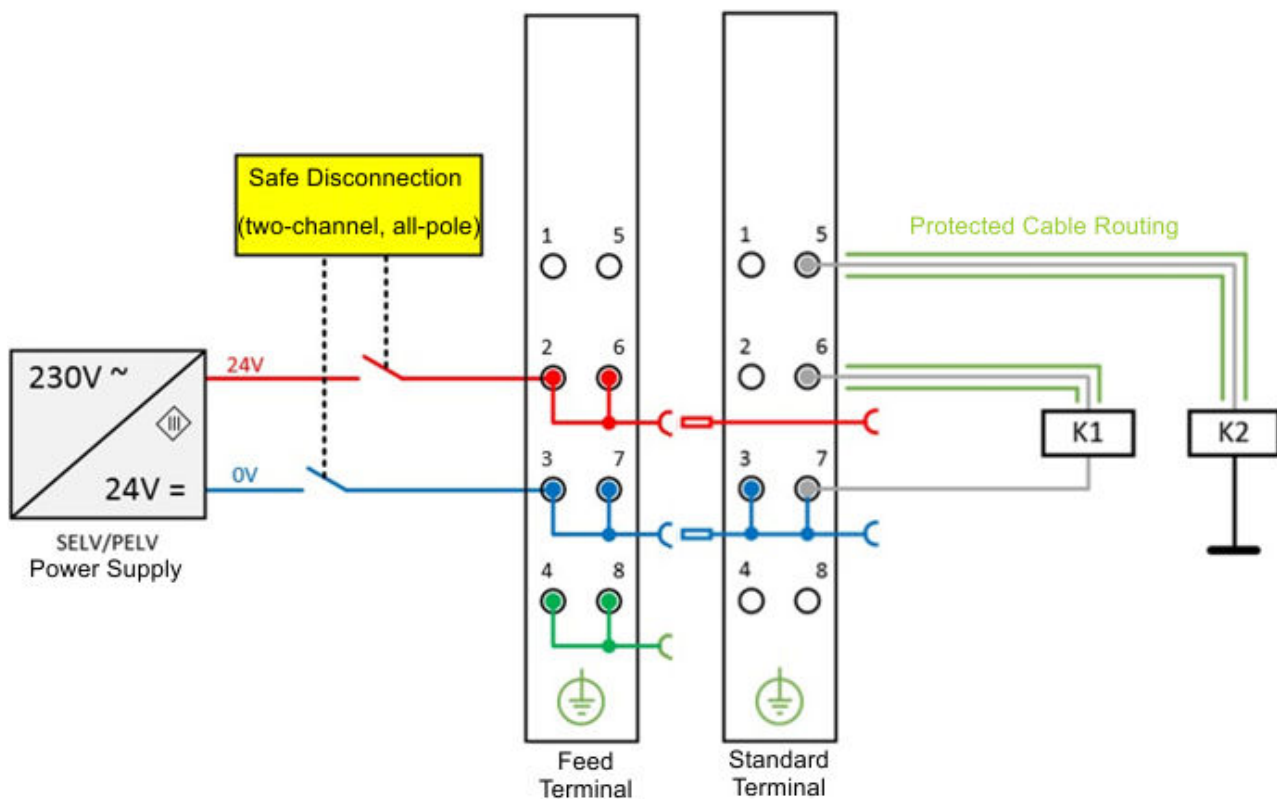 Safe Disconnection
(two-channel, all-pole)
230V ~
III
24V =
SELV/PELV
Power Supply
24V
0V
1 5
2 6
3 7
4 8
Feed
Terminal
1 5
2 6
3 7
4 8
Standard
Terminal
Protected Cable Routing
K1
K2